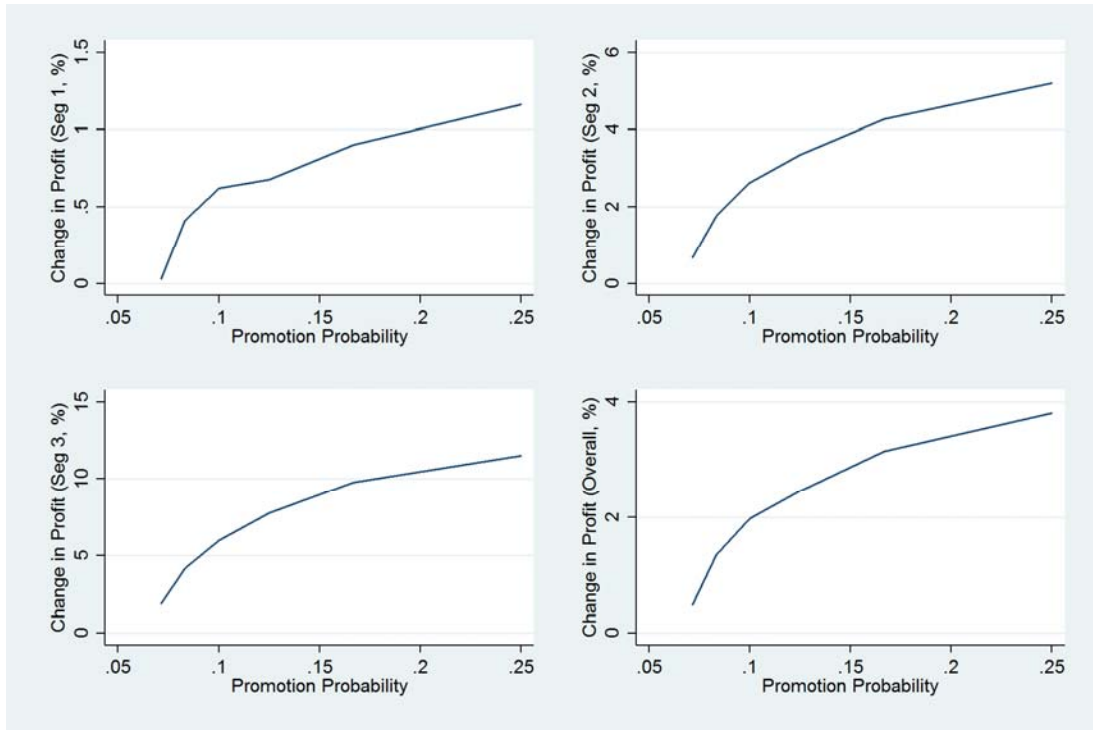 Change in Profit (Seg 1, %)
1.5
1
.5
0
.05 .1 .15 .2 .25
Promotion Probability
Change in Profit (Seg 2, %)
6
4
2
0
.05 .1 .15 .2 .25
Promotion Probability
Change in Profit (Seg 3, %)
15
10
5
0
.05 .1 .15 .2 .25
Promotion Probability
Change in Profit (Overall, %)
4
2
0
.05 .1 .15 .2 .25
Promotion Probability